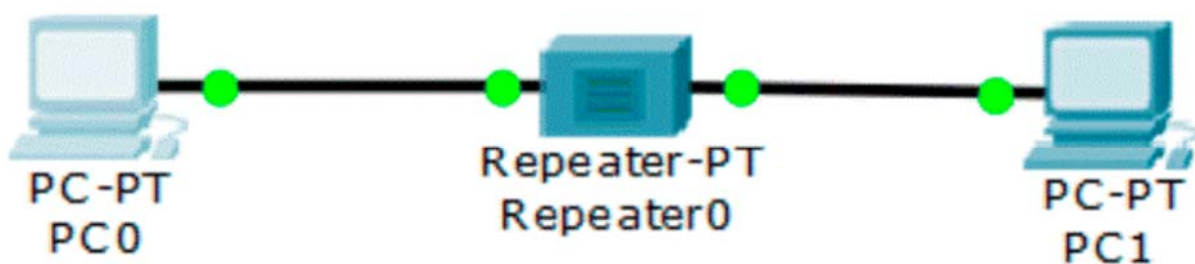 PC-PT
PC0
Repeater-PT
Repeater0
PC-PT
PC1